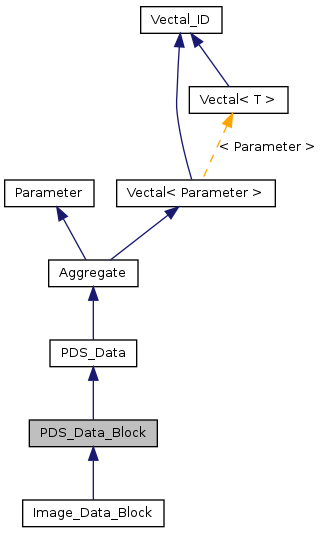 Vectal_ID
Vectal< T >
< Parameter >
Parameter
Vectal< Parameter >
Aggregate
PDS_Data
PDS_Data_Block
Image_Data_Block